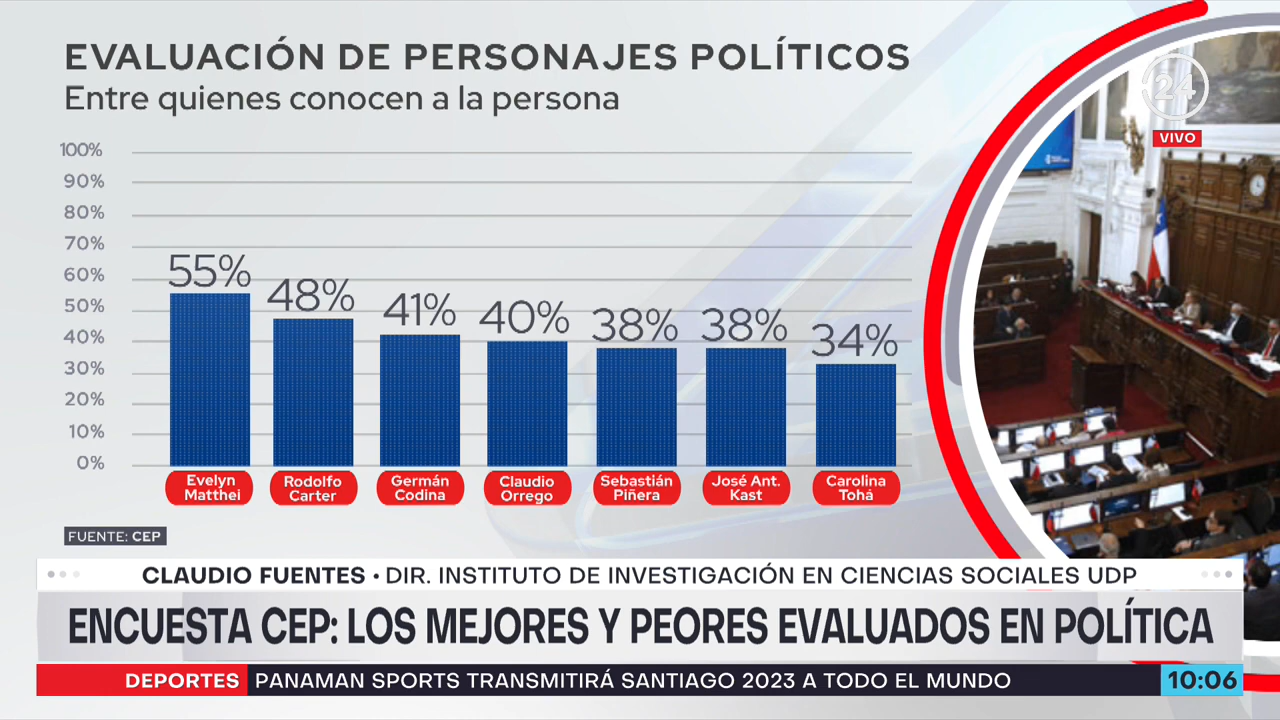 EVALUACIÓN DE PERSONAJES POLÍTICOS
Entre quienes conocen a la persona
24
VIVO
100%
90%
80%
70%
60%
50%
40%
30%
20%
10%
0%
55%
48%
41%
40%
38%
38%
34%
Evelyn
Matthei
Rodolfo
Carter
Germán
Codina
Claudio
Orrego
Sebastián
Piñera
José Ant.
Kast
Carolina
Tohá
FUENTE: CEP
CLAUDIO FUENTES • DIR. INSTITUTO DE INVESTIGACIÓN EN CIENCIAS SOCIALES UDP
ENCUESTA CEP: LOS MEJORES Y PEORES EVALUADOS EN POLÍTICA
DEPORTES PANAMAN SPORTS TRANSMITIRÁ SANTIAGO 2023 A TODO EL MUNDO 10:06